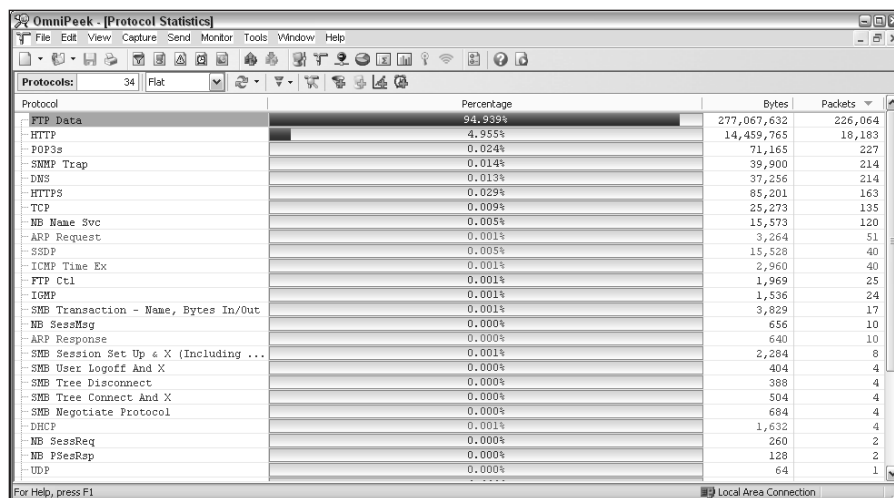 OmniPeek - [Protocol Statistics]
File Edit View Capture Send Monitor Tools Window Help
Protocols: 34 Flat
Protocol Percentage Bytes Packets
FTP Data 94.939% 277,067,632 226,064
HTTP 4.955% 14,459,765 18,183
POP3s 0.024% 71,165 227
SNMP Trap 0.014% 39,900 214
DNS 0.013% 37,256 214
HTTPS 0.029% 85,201 163
TCP 0.009% 25,273 135
NB Name Svc 0.005% 15,573 120
ARP Request 0.001% 3,264 51
SSDP 0.005% 15,528 40
ICMP Time Ex 0.001% 2,960 40
FTP Ctl 0.001% 1,969 25
IGMP 0.001% 1,536 24
SMB Transaction - Name, Bytes In/Out 0.001% 3,829 17
NB SessMsg 0.000% 656 10
ARP Response 0.000% 640 10
SMB Session Set Up & X (Including ... 0.001% 2,284 8
SMB User Logoff And X 0.000% 404 4
SMB Tree Disconnect 0.000% 388 4
SMB Tree Connect And X 0.000% 504 4
SMB Negotiate Protocol 0.000% 684 4
DHCP 0.001% 1,632 4
NB SessReq 0.000% 260 2
NB PSesRsp 0.000% 128 2
UDP 0.000% 64 1
For Help, press F1 Local Area Connection